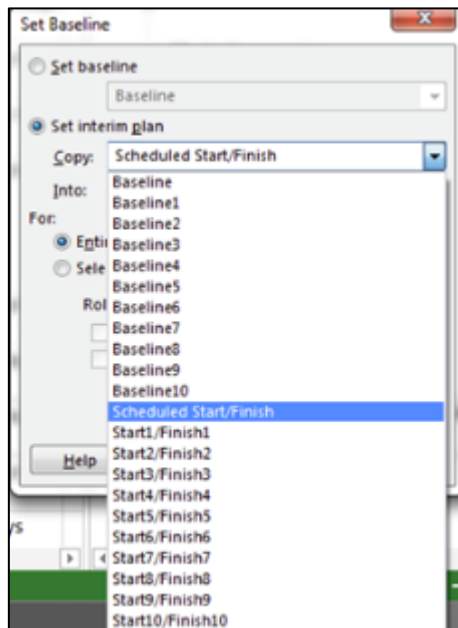 Set Baseline
Set baseline
Baseline
Set interim plan
Copy: Scheduled Start/Finish
Into:
Baseline
Baseline1
For:
Baseline2
Baseline3
Baseline4
Baseline5
Baseline6
Baseline7
Baseline8
Baseline9
Baseline10
Scheduled Start/Finish
Start1/Finish1
Start2/Finish2
Help
Start3/Finish3
Start4/Finish4
Start5/Finish5
Start6/Finish6
Start7/Finish7
Start8/Finish8
Start9/Finish9
Start10/Finish10